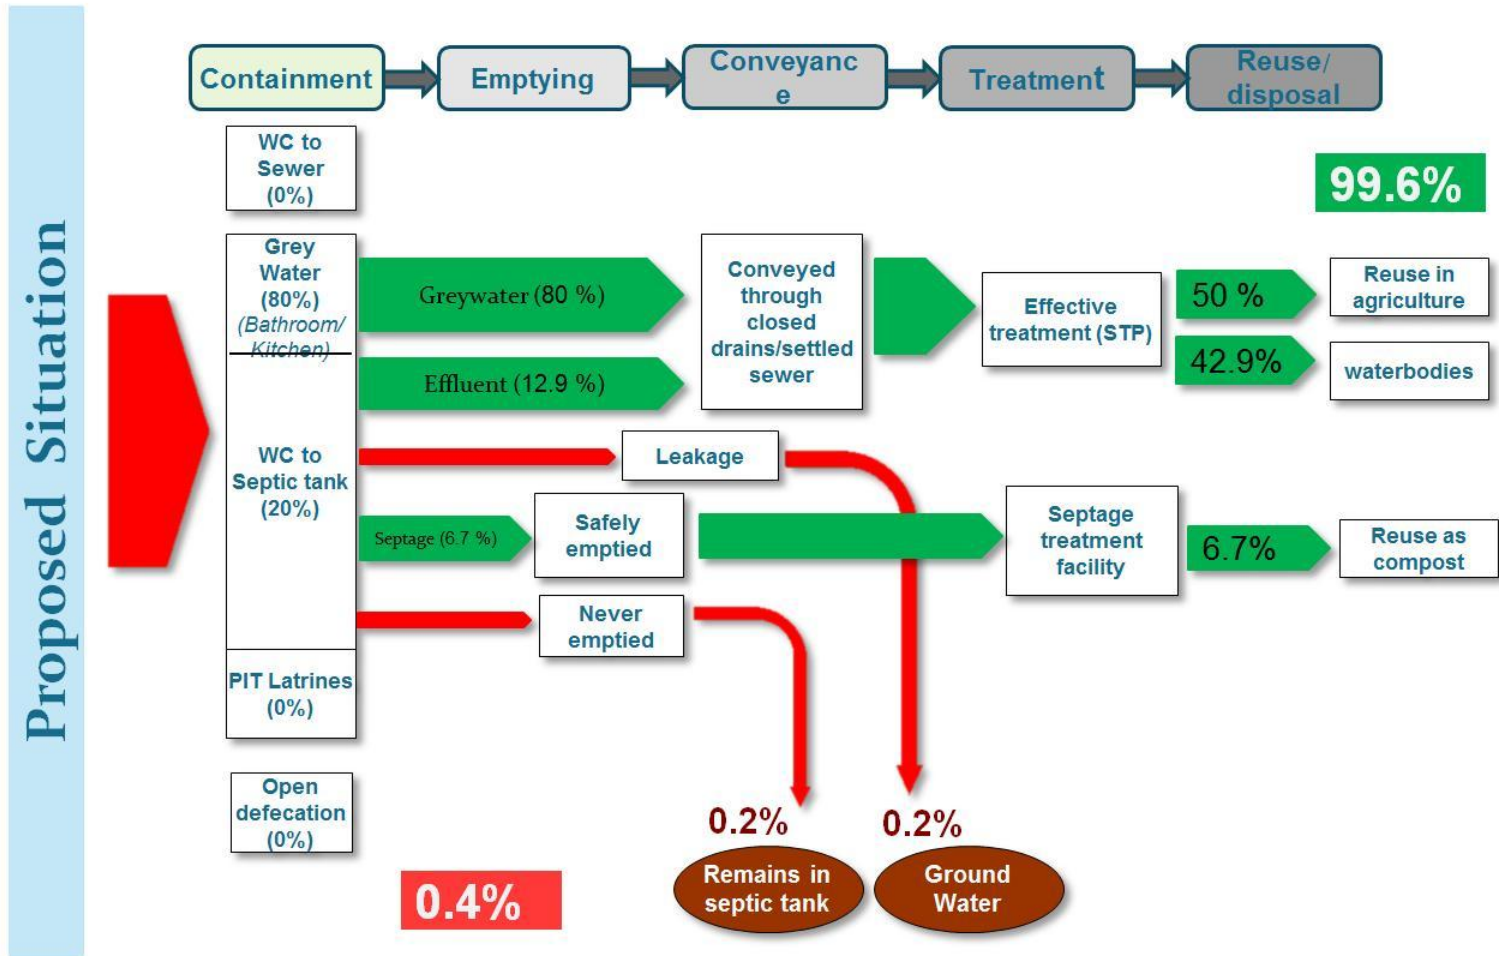 Proposed Situation
Containment
Emptying
Conveyanc
e
Treatment
Reuse/
disposal
WC to
Sewer
(0%)
99.6%
Grey
Water
(80%)
(Bathroom/
Kitchen)
Greywater (80 %)
Conveyed
through
closed
drains/settled
sewer
Effective
treatment (STP)
50 %
Reuse in
agriculture
Effluent (12.9 %)
42.9%
waterbodies
WC to
Septic tank
(20%)
Leakage
Septage (6.7 %)
Safely
emptied
Septage
treatment
facility
6.7%
Reuse as
compost
Never
emptied
PIT Latrines
(0%)
Open
defecation
(0%)
0.2%
0.2%
0.4%
Remains in
septic tank
Ground
Water